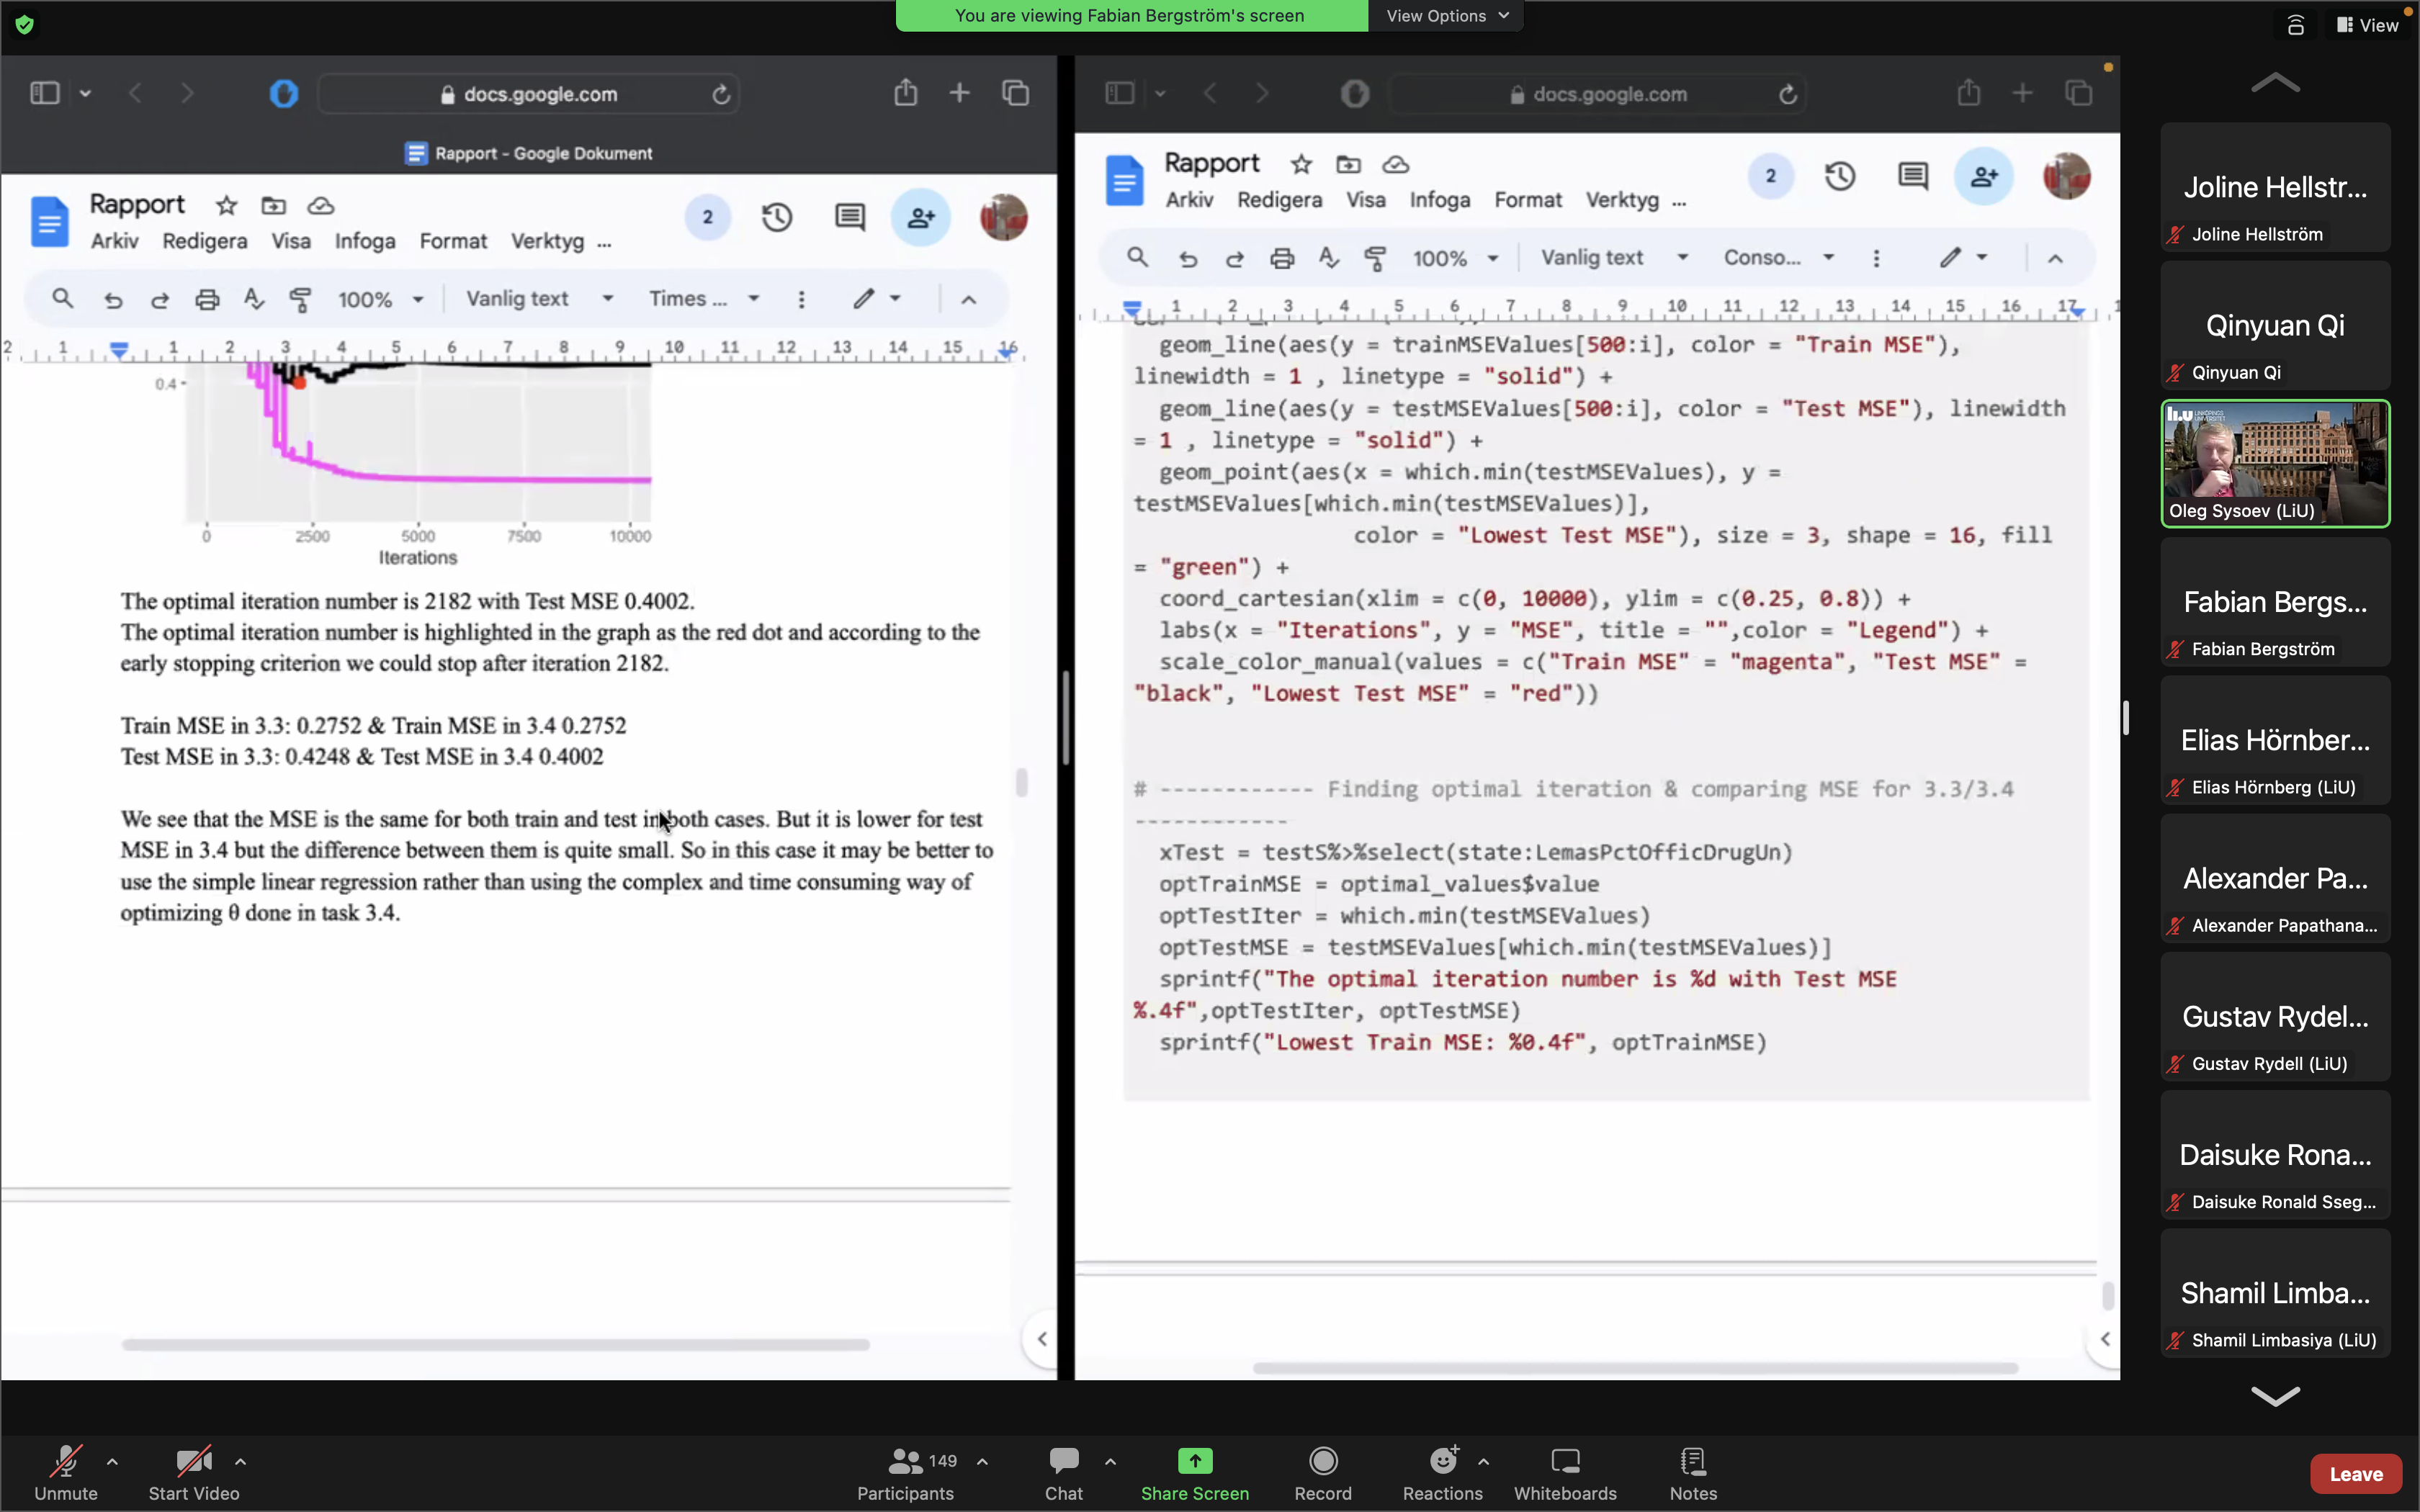 You are viewing Fabian Bergström's screen
View Options
View
docs.google.com
Rapport – Google Dokument
Rapport
2
Arkiv Redigera Visa Infoga Format Verktyg ...
100% Vanlig text Times ...
2 1 1 2 3 4 5 6 7 8 9 10 11 12 13 14 15 16
0.4
0 2500 5000 7500 10000
Iterations
The optimal iteration number is 2182 with Test MSE 0.4002.
The optimal iteration number is highlighted in the graph as the red dot and according to the
early stopping criterion we could stop after iteration 2182.
Train MSE in 3.3: 0.2752 & Train MSE in 3.4 0.2752
Test MSE in 3.3: 0.4248 & Test MSE in 3.4 0.4002
We see that the MSE is the same for both train and test in both cases. But it is lower for test
MSE in 3.4 but the difference between them is quite small. So in this case it may be better to
use the simple linear regression rather than using the complex and time consuming way of
optimizing θ done in task 3.4.
docs.google.com
Rapport
2
Arkiv Redigera Visa Infoga Format Verktyg ...
100% Vanlig text Conso...
1 2 3 4 5 6 7 8 9 10 11 12 13 14 15 16 17
geom_line(aes(y = trainMSEValues[500:i], color = "Train MSE"),
linewidth = 1 , linetype = "solid") +
geom_line(aes(y = testMSEValues[500:i], color = "Test MSE"), linewidth
= 1 , linetype = "solid") +
geom_point(aes(x = which.min(testMSEValues), y =
testMSEValues[which.min(testMSEValues)],
color = "Lowest Test MSE"), size = 3, shape = 16, fill
= "green") +
coord_cartesian(xlim = c(0, 10000), ylim = c(0.25, 0.8)) +
labs(x = "Iterations", y = "MSE", title = "",color = "Legend") +
scale_color_manual(values = c("Train MSE" = "magenta", "Test MSE" =
"black", "Lowest Test MSE" = "red"))
# ------------ Finding optimal iteration & comparing MSE for 3.3/3.4
------------
xTest = testS%>%select(state:LemasPctOfficDrugUn)
optTrainMSE = optimal_values$value
optTestIter = which.min(testMSEValues)
optTestMSE = testMSEValues[which.min(testMSEValues)]
sprintf("The optimal iteration number is %d with Test MSE
%.4f",optTestIter, optTestMSE)
sprintf("Lowest Train MSE: %0.4f", optTrainMSE)
Joline Hellstr...
Joline Hellström
Qinyuan Qi
Qinyuan Qi
LINKÖPINGS UNIVERSITET
Oleg Sysoev (LiU)
Fabian Bergs...
Fabian Bergström
Elias Hörnber...
Elias Hörnberg (LiU)
Alexander Pa...
Alexander Papathana...
Gustav Rydel...
Gustav Rydell (LiU)
Daisuke Rona...
Daisuke Ronald Sseg...
Shamil Limba...
Shamil Limbasiya (LiU)
Unmute
Start Video
149
Participants
Chat
Share Screen
Record
Reactions
Whiteboards
Notes
Leave